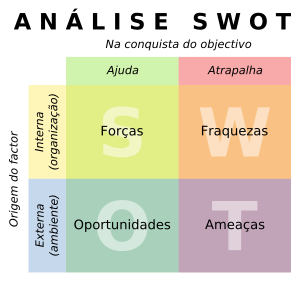 ANÁLISE SWOT
Na conquista do objectivo
Ajuda
Atrapalha
Origem do factor
Interna
(organização)
S
Forças
W
Fraquezas
Externa
(ambiente)
O
Oportunidades
T
Ameaças